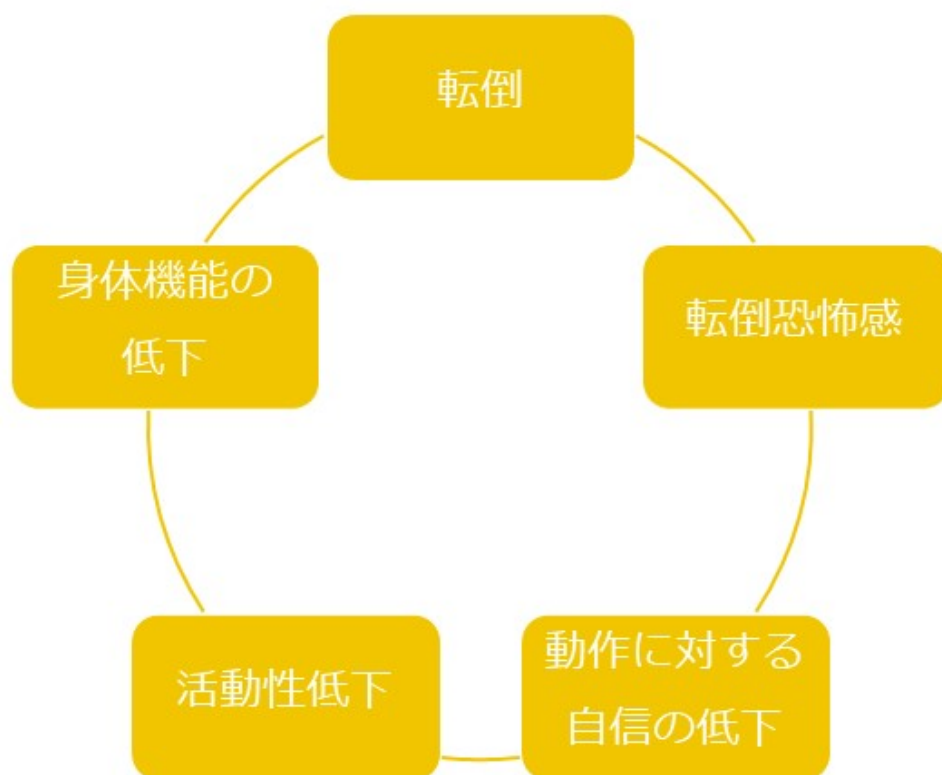 転倒
転倒恐怖感
動作に対する
自信の低下
活動性低下
身体機能の
低下